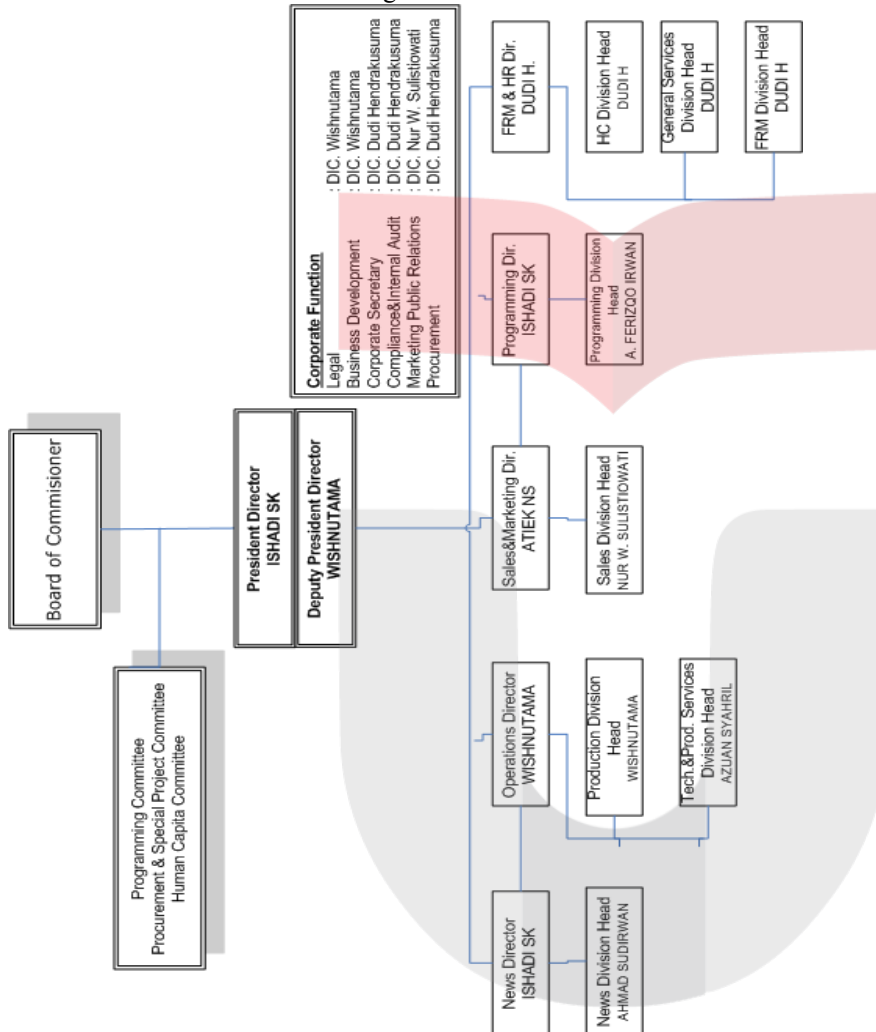 Board of Commisioner
Programming Committee
Procurement & Special Project Committee
Human Capita Committee
President Director
ISHADI SK
Deputy President Director
WISHNUTAMA
Corporate Function
Legal : DIC. Wishnutama
Business Development : DIC. Wishnutama
Corporate Secretary : DIC. Dudi Hendrakusuma
Compliance&Internal Audit : DIC. Dudi Hendrakusuma
Marketing Public Relations : DIC. Nur W. Sulistiowati
Procurement : DIC. Dudi Hendrakusuma
News Director
ISHADI SK
Operations Director
WISHNUTAMA
Sales&Marketing Dir.
ATIEK NS
Programming Dir.
ISHADI SK
FRM & HR Dir.
DUDI H.
News Division Head
AHMAD SUDIRWAN
Production Division
Head
WISHNUTAMA
Sales Division Head
NUR W. SULISTIOWATI
Programming Division
Head
A. FERIZQO IRWAN
HC Division Head
DUDI H
Tech.&Prod. Services
Division Head
AZUAN SYAHRIL
General Services
Division Head
DUDI H
FRM Division Head
DUDI H